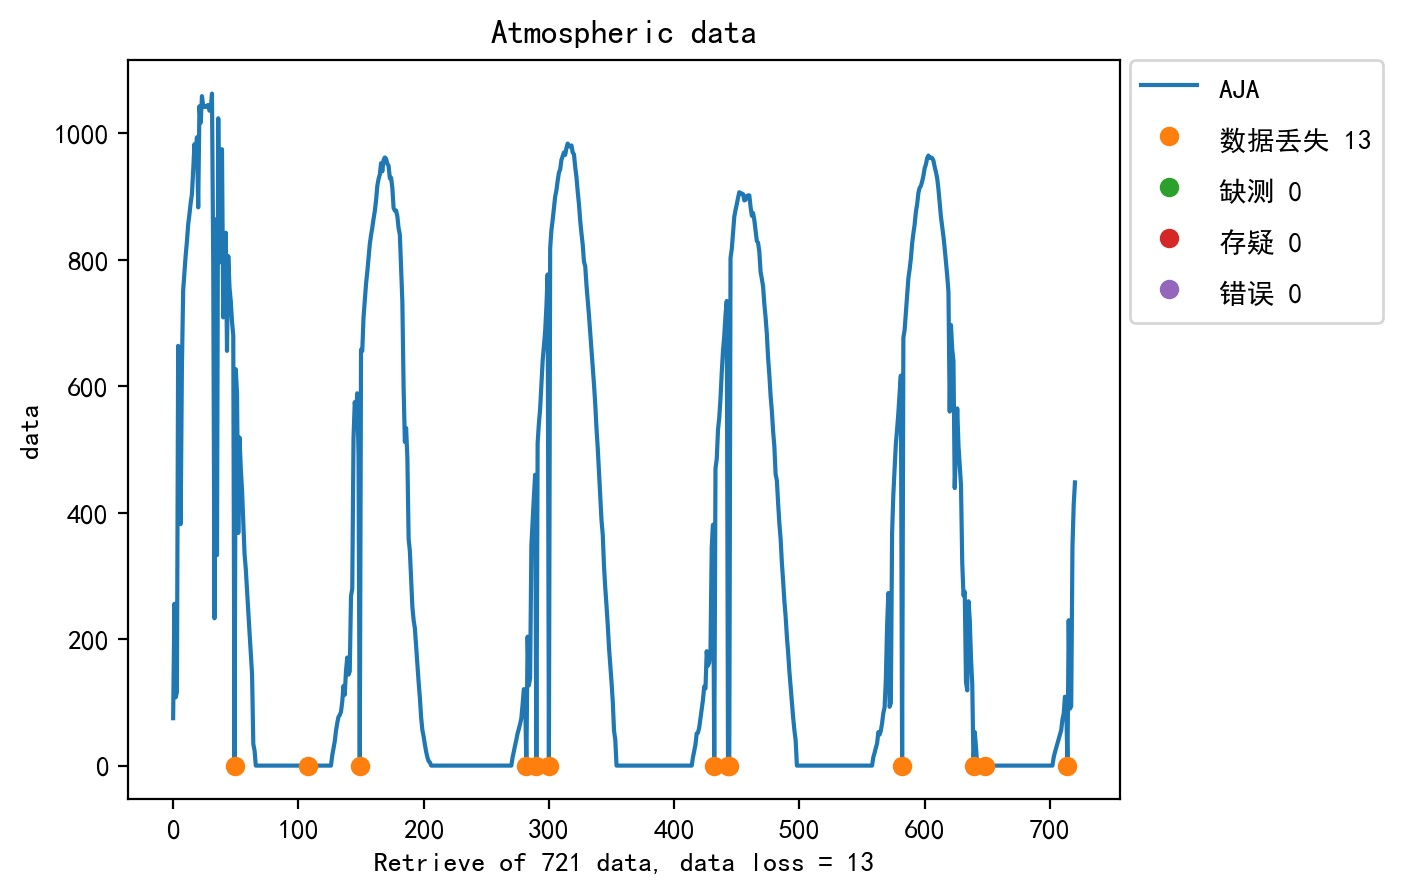 Atmospheric data
AJA
数据丢失 13
缺测 0
存疑 0
错误 0
1000
800
600
400
200
0
data
0 100 200 300 400 500 600 700
Retrieve of 721 data, data loss = 13